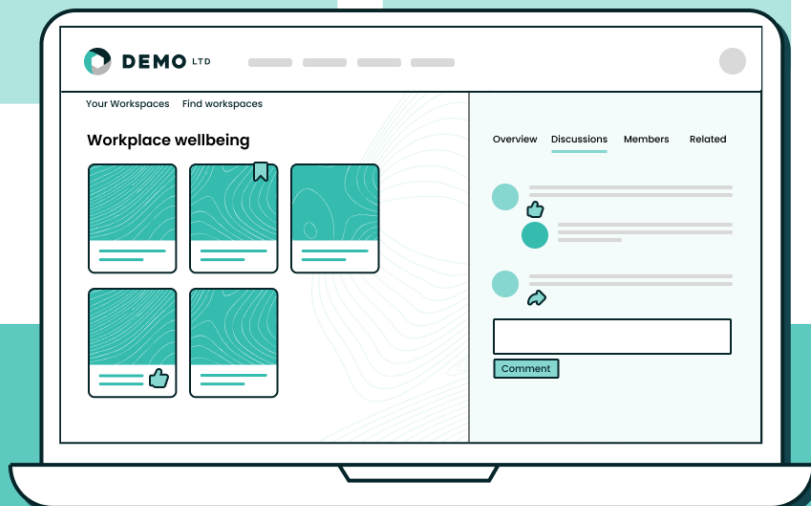 DEMO LTD
Your Workspaces Find workspaces
Workplace wellbeing
Overview Discussions Members Related
Comment